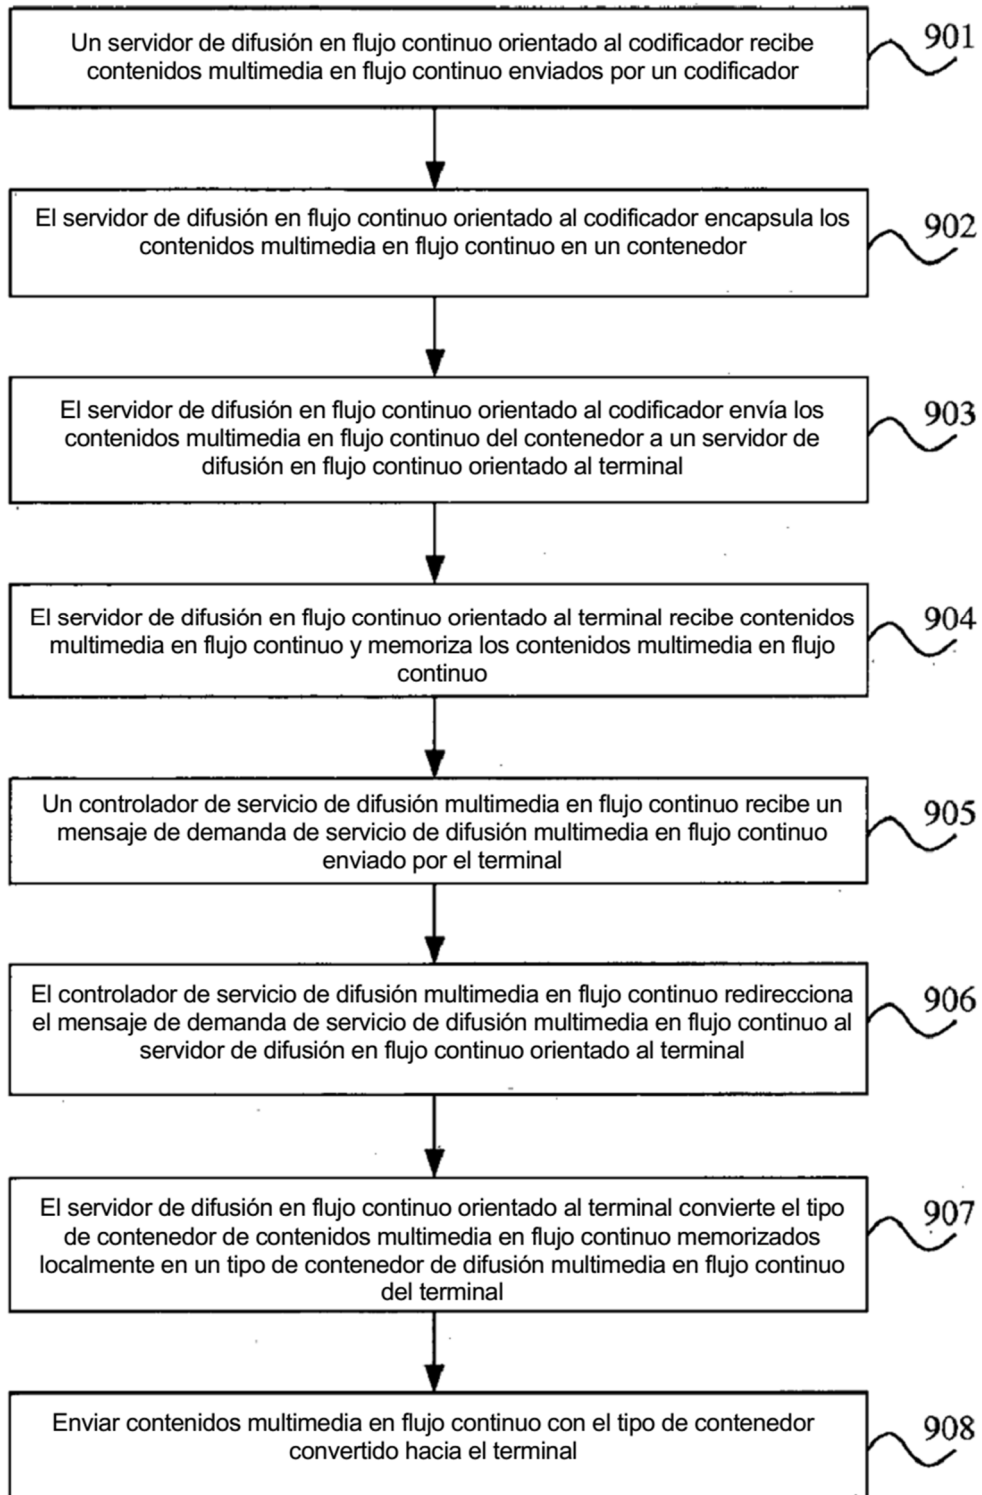 Un servidor de difusión en flujo continuo orientado al codificador recibe
contenidos multimedia en flujo continuo enviados por un codificador
901
El servidor de difusión en flujo continuo orientado al codificador encapsula los
contenidos multimedia en flujo continuo en un contenedor
902
El servidor de difusión en flujo continuo orientado al codificador envía los
contenidos multimedia en flujo continuo del contenedor a un servidor de
difusión en flujo continuo orientado al terminal
903
El servidor de difusión en flujo continuo orientado al terminal recibe contenidos
multimedia en flujo continuo y memoriza los contenidos multimedia en flujo
continuo
904
Un controlador de servicio de difusión multimedia en flujo continuo recibe un
mensaje de demanda de servicio de difusión multimedia en flujo continuo
enviado por el terminal
905
El controlador de servicio de difusión multimedia en flujo continuo redirecciona
el mensaje de demanda de servicio de difusión multimedia en flujo continuo al
servidor de difusión en flujo continuo orientado al terminal
906
El servidor de difusión en flujo continuo orientado al terminal convierte el tipo
de contenedor de contenidos multimedia en flujo continuo memorizados
localmente en un tipo de contenedor de difusión multimedia en flujo continuo
del terminal
907
Enviar contenidos multimedia en flujo continuo con el tipo de contenedor
convertido hacia el terminal
908